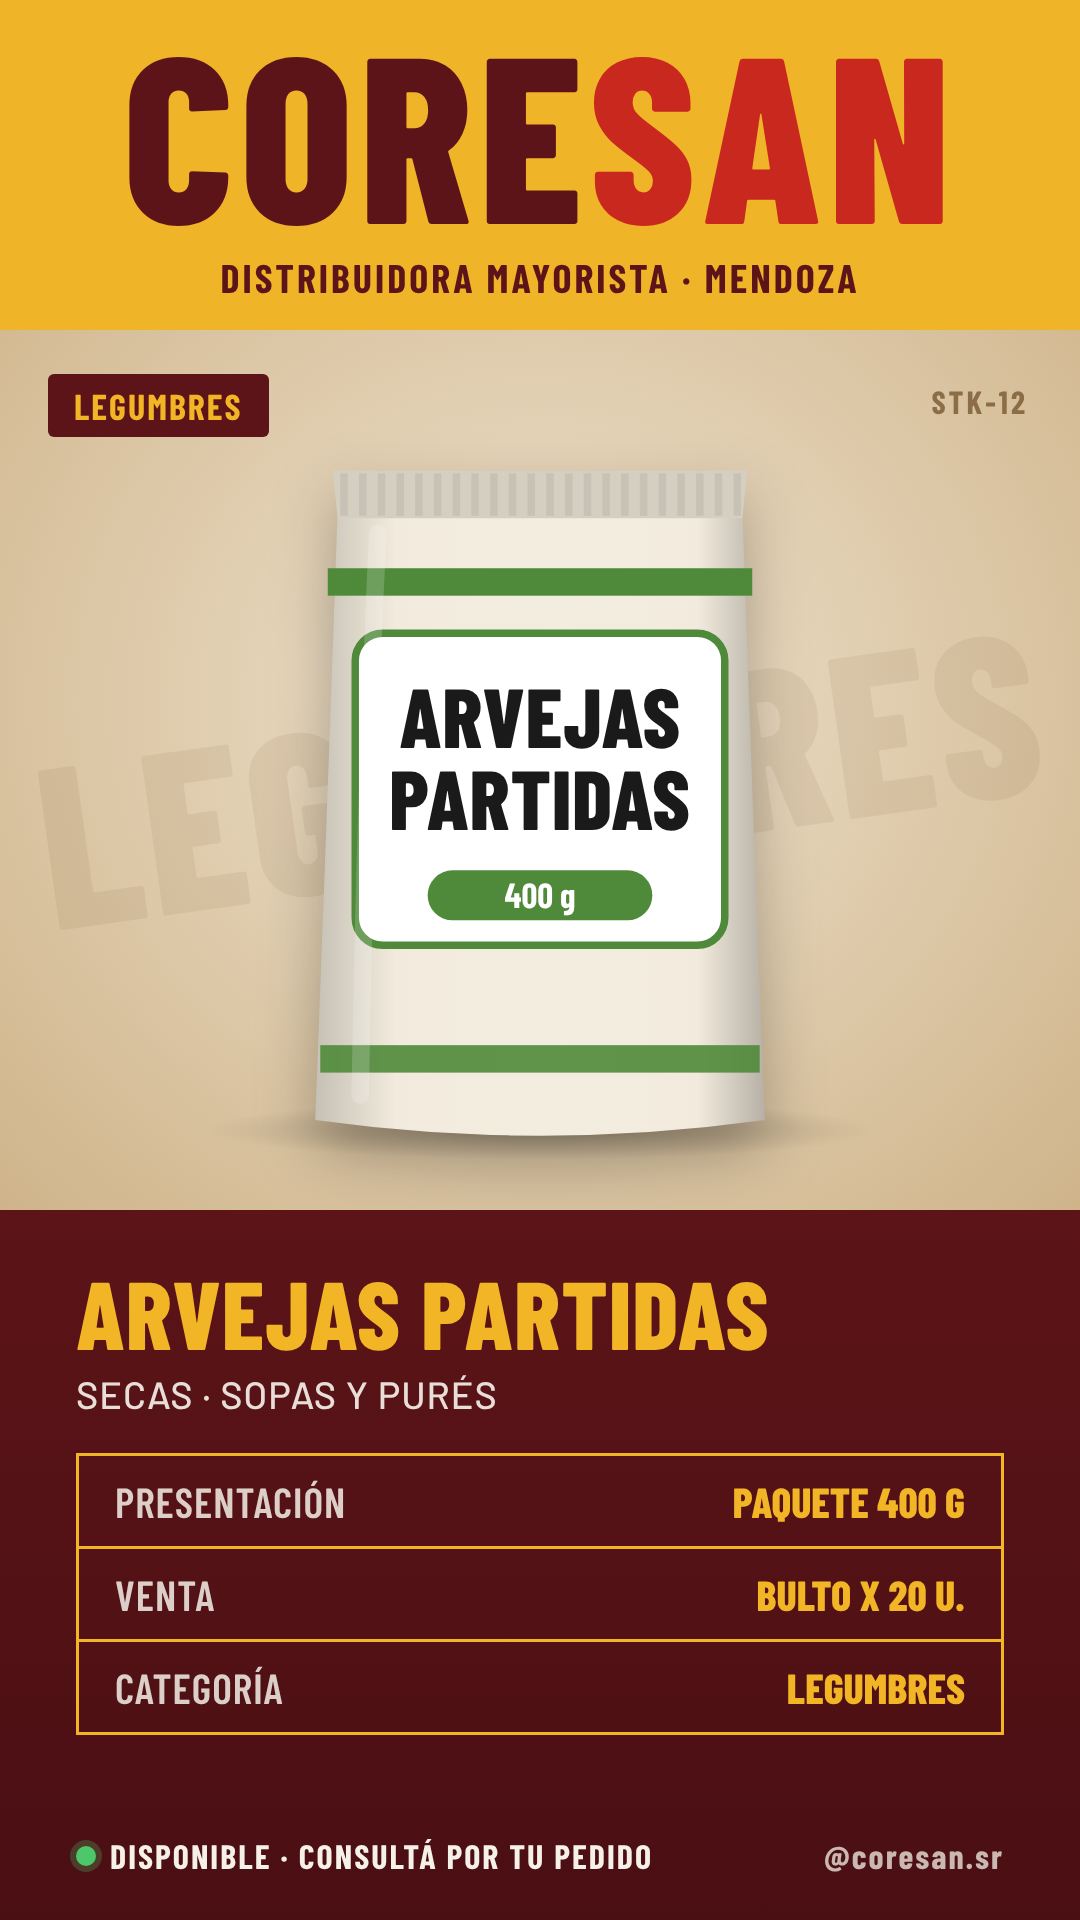 CORESAN
DISTRIBUIDORA MAYORISTA · MENDOZA
LEGUMBRES
STK-12
ARVEJAS
PARTIDAS
400 g
ARVEJAS PARTIDAS
SECAS · SOPAS Y PURÉS
PRESENTACIÓN PAQUETE 400 G
VENTA BULTO X 20 U.
CATEGORÍA LEGUMBRES
DISPONIBLE · CONSULTÁ POR TU PEDIDO
@coresan.sr